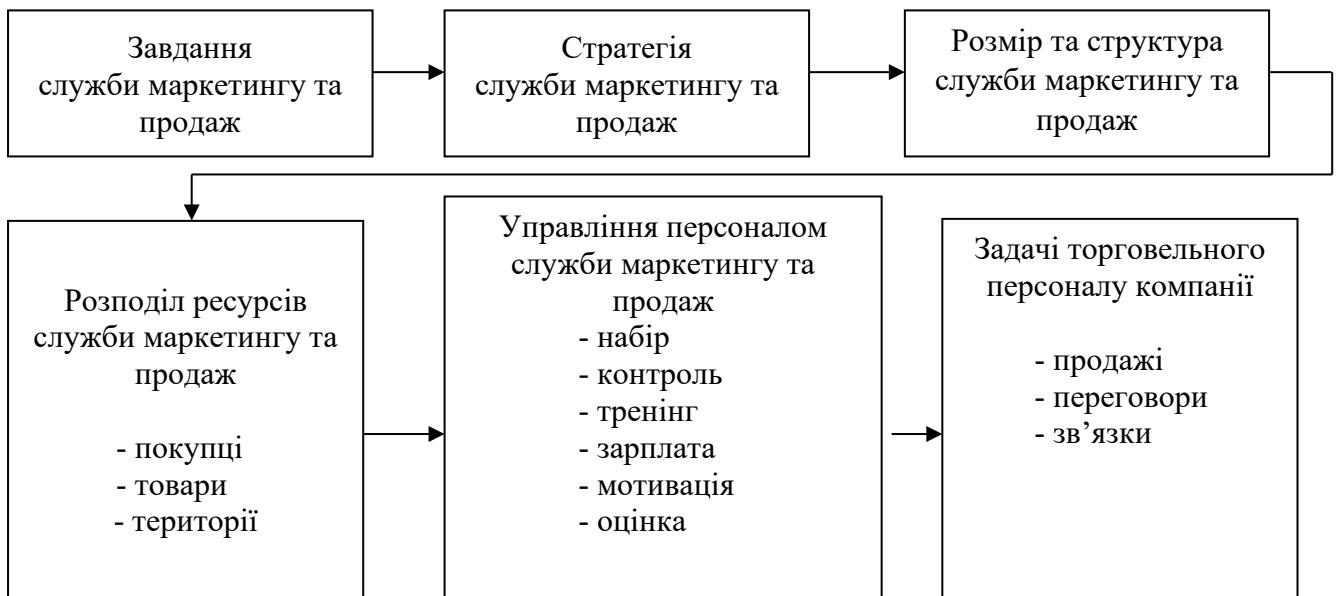 Завдання
служби маркетингу та
продаж
Стратегія
служби маркетингу та
продаж
Розмір та структура
служби маркетингу та
продаж
Розподіл ресурсів
служби маркетингу та
продаж
- покупці
- товари
- території
Управління персоналом
служби маркетингу та
продаж
- набір
- контроль
- тренінг
- зарплата
- мотивація
- оцінка
Задачі торговельного
персоналу компанії
- продажі
- переговори
- зв’язки